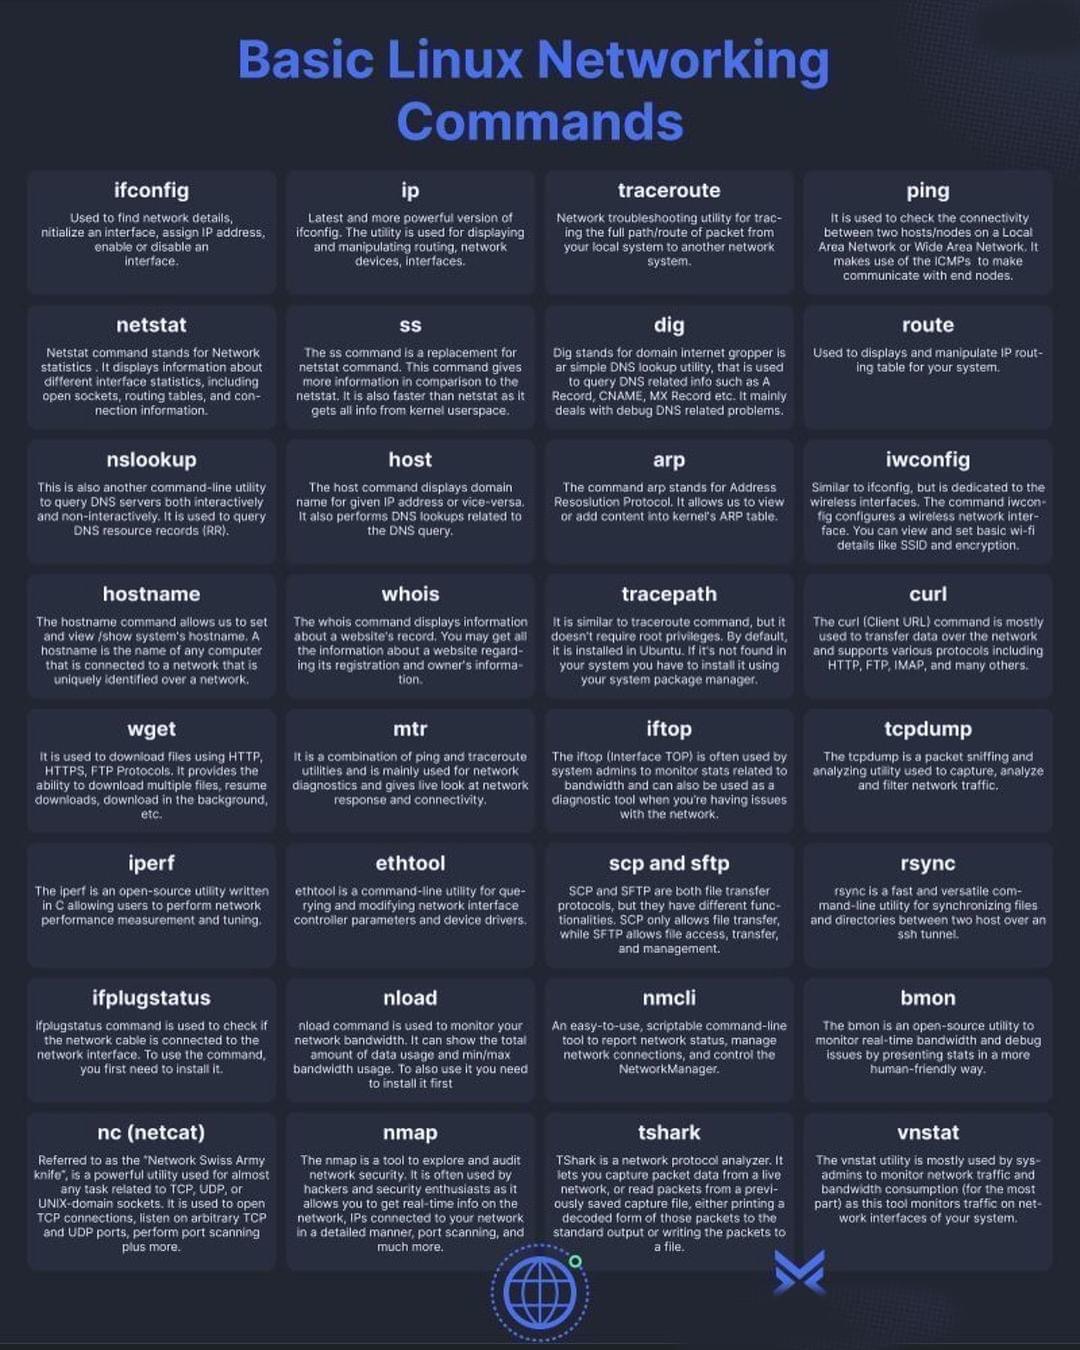 Basic Linux Networking
Commands
ifconfig
Used to find network details,
nitialize an interface, assign IP address,
enable or disable an
interface.
ip
Latest and more powerful version of
ifconfig. The utility is used for displaying
and manipulating routing, network
devices, interfaces.
traceroute
Network troubleshooting utility for trac-
ing the full path/route of packet from
your local system to another network
system.
ping
It is used to check the connectivity
between two hosts/nodes on a Local
Area Network or Wide Area Network. It
makes use of the ICMPs to make
communicate with end nodes.
netstat
Netstat command stands for Network
statistics . It displays information about
different interface statistics, including
open sockets, routing tables, and con-
nection information.
ss
The ss command is a replacement for
netstat command. This command gives
more information in comparison to the
netstat. It is also faster than netstat as it
gets all info from kernel userspace.
dig
Dig stands for domain internet gropper is
ar simple DNS lookup utility, that is used
to query DNS related info such as A
Record, CNAME, MX Record etc. It mainly
deals with debug DNS related problems.
route
Used to displays and manipulate IP rout-
ing table for your system.
nslookup
This is also another command-line utility
to query DNS servers both interactively
and non-interactively. It is used to query
DNS resource records (RR).
host
The host command displays domain
name for given IP address or vice-versa.
It also performs DNS lookups related to
the DNS query.
arp
The command arp stands for Address
Resoslution Protocol. It allows us to view
or add content into kernel's ARP table.
iwconfig
Similar to ifconfig, but is dedicated to the
wireless interfaces. The command iwcon-
fig configures a wireless network inter-
face. You can view and set basic wi-fi
details like SSID and encryption.
hostname
The hostname command allows us to set
and view /show system's hostname. A
hostname is the name of any computer
that is connected to a network that is
uniquely identified over a network.
whois
The whois command displays information
about a website's record. You may get all
the information about a website regard-
ing its registration and owner's informa-
tion.
tracepath
It is similar to traceroute command, but it
doesn't require root privileges. By default,
it is installed in Ubuntu. If it's not found in
your system you have to install it using
your system package manager.
curl
The curl (Client URL) command is mostly
used to transfer data over the network
and supports various protocols including
HTTP, FTP, IMAP, and many others.
wget
It is used to download files using HTTP,
HTTPS, FTP Protocols. It provides the
ability to download multiple files, resume
downloads, download in the background,
etc.
mtr
It is a combination of ping and traceroute
utilities and is mainly used for network
diagnostics and gives live look at network
response and connectivity.
iftop
The iftop (Interface TOP) is often used by
system admins to monitor stats related to
bandwidth and can also be used as a
diagnostic tool when you're having issues
with the network.
tcpdump
The tcpdump is a packet sniffing and
analyzing utility used to capture, analyze
and filter network traffic.
iperf
The iperf is an open-source utility written
in C allowing users to perform network
performance measurement and tuning.
ethtool
ethtool is a command-line utility for que-
rying and modifying network interface
controller parameters and device drivers.
scp and sftp
SCP and SFTP are both file transfer
protocols, but they have different func-
tionalities. SCP only allows file transfer,
while SFTP allows file access, transfer,
and management.
rsync
rsync is a fast and versatile com-
mand-line utility for synchronizing files
and directories between two host over an
ssh tunnel.
ifplugstatus
ifplugstatus command is used to check if
the network cable is connected to the
network interface. To use the command,
you first need to install it.
nload
nload command is used to monitor your
network bandwidth. It can show the total
amount of data usage and min/max
bandwidth usage. To also use it you need
to install it first
nmcli
An easy-to-use, scriptable command-line
tool to report network status, manage
network connections, and control the
NetworkManager.
bmon
The bmon is an open-source utility to
monitor real-time bandwidth and debug
issues by presenting stats in a more
human-friendly way.
nc (netcat)
Referred to as the "Network Swiss Army
knife", is a powerful utility used for almost
any task related to TCP, UDP, or
UNIX-domain sockets. It is used to open
TCP connections, listen on arbitrary TCP
and UDP ports, perform port scanning
plus more.
nmap
The nmap is a tool to explore and audit
network security. It is often used by
hackers and security enthusiasts as it
allows you to get real-time info on the
network, IPs connected to your network
in a detailed manner, port scanning, and
much more.
tshark
TShark is a network protocol analyzer. It
lets you capture packet data from a live
network, or read packets from a previ-
ously saved capture file, either printing a
decoded form of those packets to the
standard output or writing the packets to
a file.
vnstat
The vnstat utility is mostly used by sys-
admins to monitor network traffic and
bandwidth consumption (for the most
part) as this tool monitors traffic on net-
work interfaces of your system.